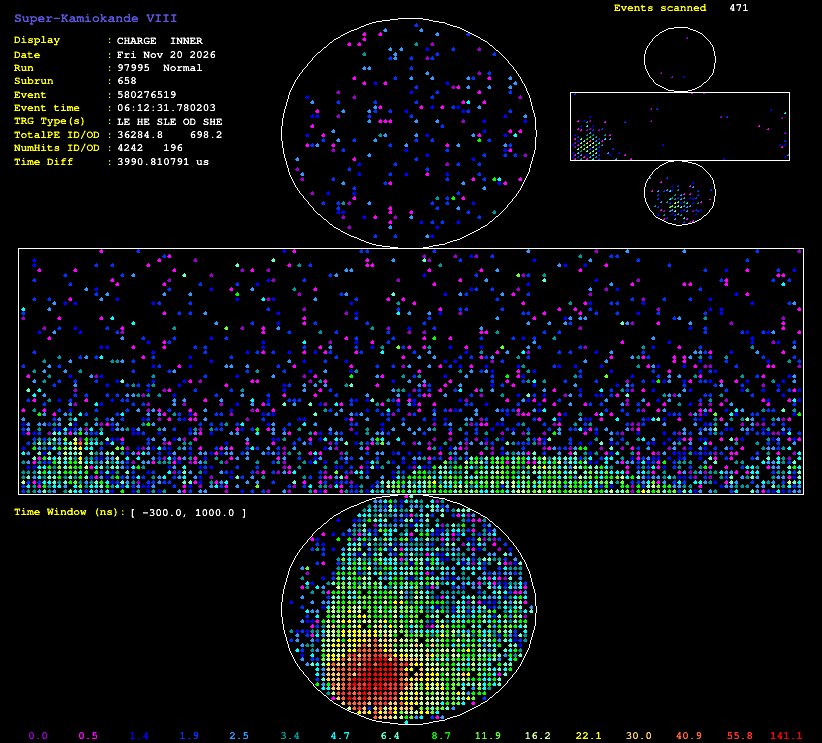 Super-Kamiokande VIII
Events scanned 471
Display : CHARGE INNER
Date : Fri Nov 20 2026
Run : 97995 Normal
Subrun : 658
Event : 580276519
Event time : 06:12:31.780203
TRG Type(s) : LE HE SLE OD SHE
TotalPE ID/OD : 36284.8 698.2
NumHits ID/OD : 4242 196
Time Diff : 3990.810791 us
Time Window (ns): [ -300.0, 1000.0 ]
0.0 0.5 1.4 1.9 2.5 3.4 4.7 6.4 8.7 11.9 16.2 22.1 30.0 40.9 55.8 141.1